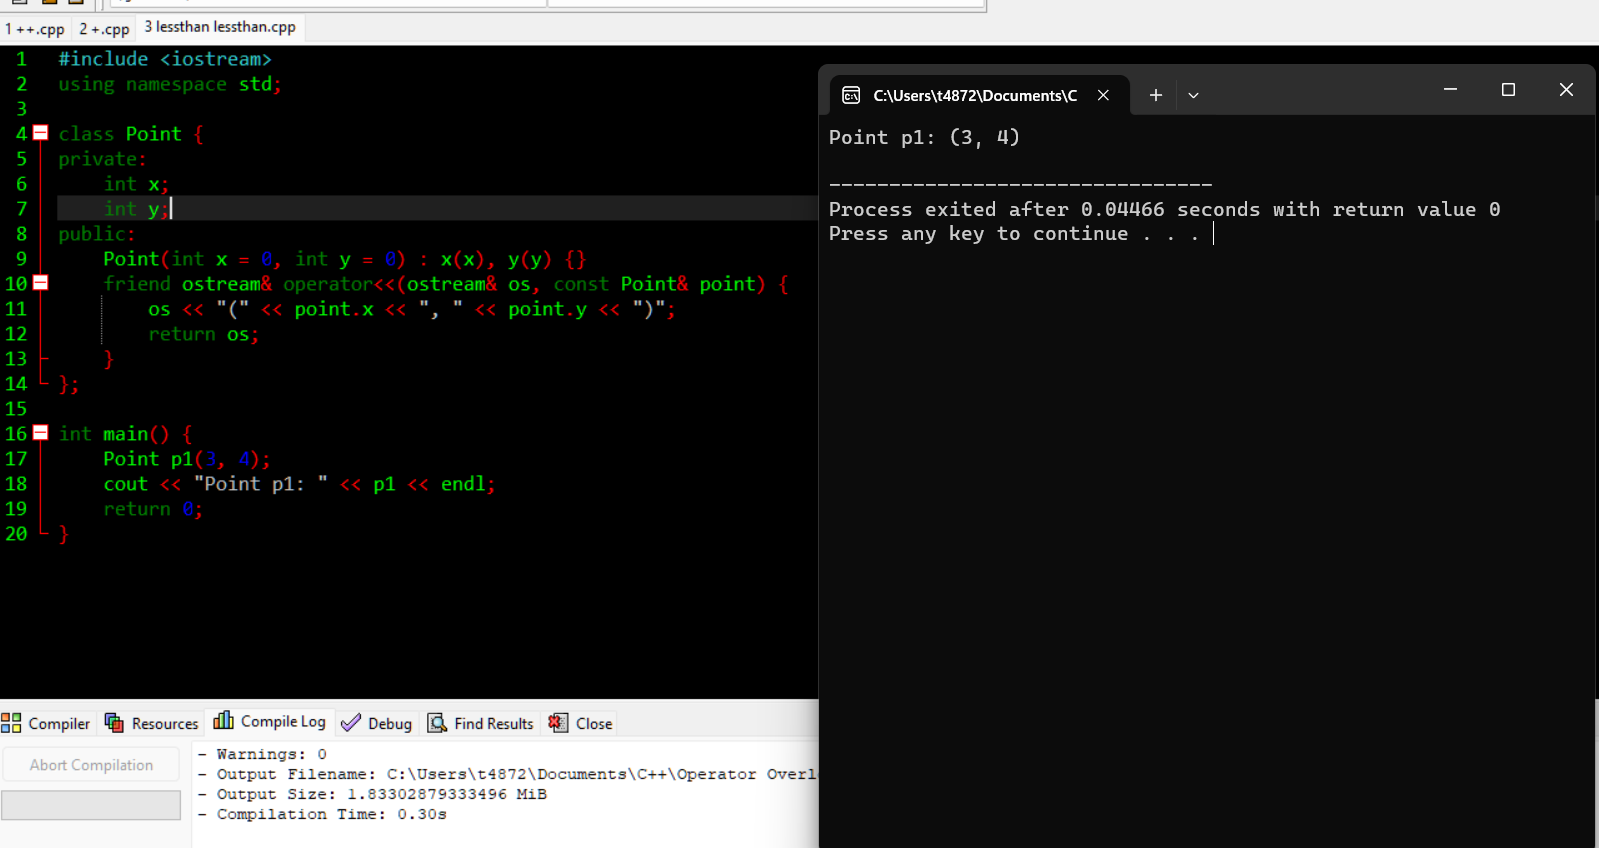 1 ++.cpp 2 +.cpp 3 lessthan lessthan.cpp
1 #include <iostream>
2 using namespace std;
3
4 class Point {
5 private:
6 int x;
7 int y;
8 public:
9 Point(int x = 0, int y = 0) : x(x), y(y) {}
10 friend ostream& operator<<(ostream& os, const Point& point) {
11 os << "(" << point.x << ", " << point.y << ")";
12 return os;
13 }
14 };
15
16 int main() {
17 Point p1(3, 4);
18 cout << "Point p1: " << p1 << endl;
19 return 0;
20 }
C:\Users\t4872\Documents\C
Point p1: (3, 4)
--------------------------------
Process exited after 0.04466 seconds with return value 0
Press any key to continue . . .
Compiler Resources Compile Log Debug Find Results Close
Abort Compilation
- Warnings: 0
- Output Filename: C:\Users\t4872\Documents\C++\Operator Overl
- Output Size: 1.83302879333496 MiB
- Compilation Time: 0.30s